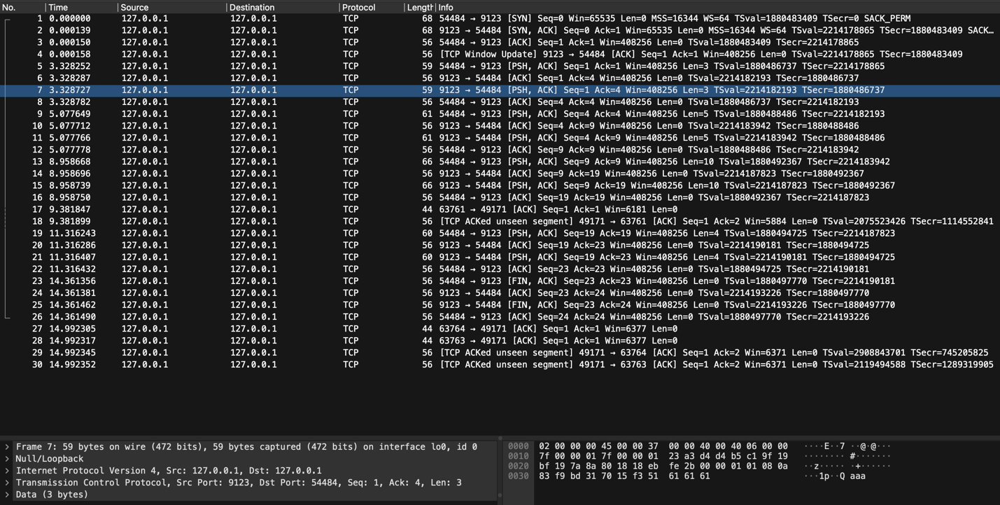 No. Time Source Destination Protocol Length Info
1 0.000000 127.0.0.1 127.0.0.1 TCP 68 54484 → 9123 [SYN] Seq=0 Win=65535 Len=0 MSS=16344 WS=64 TSval=1880483409 TSecr=0 SACK_PERM
2 0.000139 127.0.0.1 127.0.0.1 TCP 68 9123 → 54484 [SYN, ACK] Seq=0 Ack=1 Win=65535 Len=0 MSS=16344 WS=64 TSval=2214178865 TSecr=1880483409 SACK…
3 0.000150 127.0.0.1 127.0.0.1 TCP 56 54484 → 9123 [ACK] Seq=1 Ack=1 Win=408256 Len=0 TSval=1880483409 TSecr=2214178865
4 0.000158 127.0.0.1 127.0.0.1 TCP 56 [TCP Window Update] 9123 → 54484 [ACK] Seq=1 Ack=1 Win=408256 Len=0 TSval=2214178865 TSecr=1880483409
5 3.328252 127.0.0.1 127.0.0.1 TCP 59 54484 → 9123 [PSH, ACK] Seq=1 Ack=1 Win=408256 Len=3 TSval=1880486737 TSecr=2214178865
6 3.328287 127.0.0.1 127.0.0.1 TCP 56 9123 → 54484 [ACK] Seq=1 Ack=4 Win=408256 Len=0 TSval=2214182193 TSecr=1880486737
7 3.328727 127.0.0.1 127.0.0.1 TCP 59 9123 → 54484 [PSH, ACK] Seq=1 Ack=4 Win=408256 Len=3 TSval=2214182193 TSecr=1880486737
8 3.328782 127.0.0.1 127.0.0.1 TCP 56 54484 → 9123 [ACK] Seq=4 Ack=4 Win=408256 Len=0 TSval=1880486737 TSecr=2214182193
9 5.077649 127.0.0.1 127.0.0.1 TCP 61 54484 → 9123 [PSH, ACK] Seq=4 Ack=4 Win=408256 Len=5 TSval=1880488486 TSecr=2214182193
10 5.077712 127.0.0.1 127.0.0.1 TCP 56 9123 → 54484 [ACK] Seq=4 Ack=9 Win=408256 Len=0 TSval=2214183942 TSecr=1880488486
11 5.077766 127.0.0.1 127.0.0.1 TCP 61 9123 → 54484 [PSH, ACK] Seq=4 Ack=9 Win=408256 Len=5 TSval=2214183942 TSecr=1880488486
12 5.077778 127.0.0.1 127.0.0.1 TCP 56 54484 → 9123 [ACK] Seq=9 Ack=9 Win=408256 Len=0 TSval=1880488486 TSecr=2214183942
13 8.958668 127.0.0.1 127.0.0.1 TCP 66 54484 → 9123 [PSH, ACK] Seq=9 Ack=9 Win=408256 Len=10 TSval=1880492367 TSecr=2214183942
14 8.958696 127.0.0.1 127.0.0.1 TCP 56 9123 → 54484 [ACK] Seq=9 Ack=19 Win=408256 Len=0 TSval=2214187823 TSecr=1880492367
15 8.958739 127.0.0.1 127.0.0.1 TCP 66 9123 → 54484 [PSH, ACK] Seq=9 Ack=19 Win=408256 Len=10 TSval=2214187823 TSecr=1880492367
16 8.958750 127.0.0.1 127.0.0.1 TCP 56 54484 → 9123 [ACK] Seq=19 Ack=19 Win=408256 Len=0 TSval=1880492367 TSecr=2214187823
17 9.381847 127.0.0.1 127.0.0.1 TCP 44 63761 → 49171 [ACK] Seq=1 Ack=1 Win=6181 Len=0
18 9.381899 127.0.0.1 127.0.0.1 TCP 56 [TCP ACKed unseen segment] 49171 → 63761 [ACK] Seq=1 Ack=2 Win=5884 Len=0 TSval=2075523426 TSecr=1114552841
19 11.316243 127.0.0.1 127.0.0.1 TCP 60 54484 → 9123 [PSH, ACK] Seq=19 Ack=19 Win=408256 Len=4 TSval=1880494725 TSecr=2214187823
20 11.316286 127.0.0.1 127.0.0.1 TCP 56 9123 → 54484 [ACK] Seq=19 Ack=23 Win=408256 Len=0 TSval=2214190181 TSecr=1880494725
21 11.316407 127.0.0.1 127.0.0.1 TCP 60 9123 → 54484 [PSH, ACK] Seq=19 Ack=23 Win=408256 Len=4 TSval=2214190181 TSecr=1880494725
22 11.316432 127.0.0.1 127.0.0.1 TCP 56 54484 → 9123 [ACK] Seq=23 Ack=23 Win=408256 Len=0 TSval=1880494725 TSecr=2214190181
23 14.361356 127.0.0.1 127.0.0.1 TCP 56 54484 → 9123 [FIN, ACK] Seq=23 Ack=23 Win=408256 Len=0 TSval=1880497770 TSecr=2214190181
24 14.361381 127.0.0.1 127.0.0.1 TCP 56 9123 → 54484 [ACK] Seq=23 Ack=24 Win=408256 Len=0 TSval=2214193226 TSecr=1880497770
25 14.361462 127.0.0.1 127.0.0.1 TCP 56 9123 → 54484 [FIN, ACK] Seq=23 Ack=24 Win=408256 Len=0 TSval=2214193226 TSecr=1880497770
26 14.361490 127.0.0.1 127.0.0.1 TCP 56 54484 → 9123 [ACK] Seq=24 Ack=24 Win=408256 Len=0 TSval=1880497770 TSecr=2214193226
27 14.992305 127.0.0.1 127.0.0.1 TCP 44 63764 → 49171 [ACK] Seq=1 Ack=1 Win=6377 Len=0
28 14.992317 127.0.0.1 127.0.0.1 TCP 44 63763 → 49171 [ACK] Seq=1 Ack=1 Win=6377 Len=0
29 14.992345 127.0.0.1 127.0.0.1 TCP 56 [TCP ACKed unseen segment] 49171 → 63764 [ACK] Seq=1 Ack=2 Win=6371 Len=0 TSval=2908843701 TSecr=745205825
30 14.992352 127.0.0.1 127.0.0.1 TCP 56 [TCP ACKed unseen segment] 49171 → 63763 [ACK] Seq=1 Ack=2 Win=6371 Len=0 TSval=2119494588 TSecr=1289319905
Frame 7: 59 bytes on wire (472 bits), 59 bytes captured (472 bits) on interface lo0, id 0
Null/Loopback
Internet Protocol Version 4, Src: 127.0.0.1, Dst: 127.0.0.1
Transmission Control Protocol, Src Port: 9123, Dst Port: 54484, Seq: 1, Ack: 4, Len: 3
Data (3 bytes)
0000 02 00 00 00 45 00 00 37 00 00 40 00 40 06 00 00 ····E··7 ··@·@···
0010 7f 00 00 01 7f 00 00 01 23 a3 d4 d4 b5 c1 9f 19 ········ #·······
0020 bf 19 7a 8a 80 18 18 eb fe 2b 00 00 01 01 08 0a ··z····· ·+······
0030 83 f9 bd 31 70 15 f3 51 61 61 61 ···1p··Q aaa